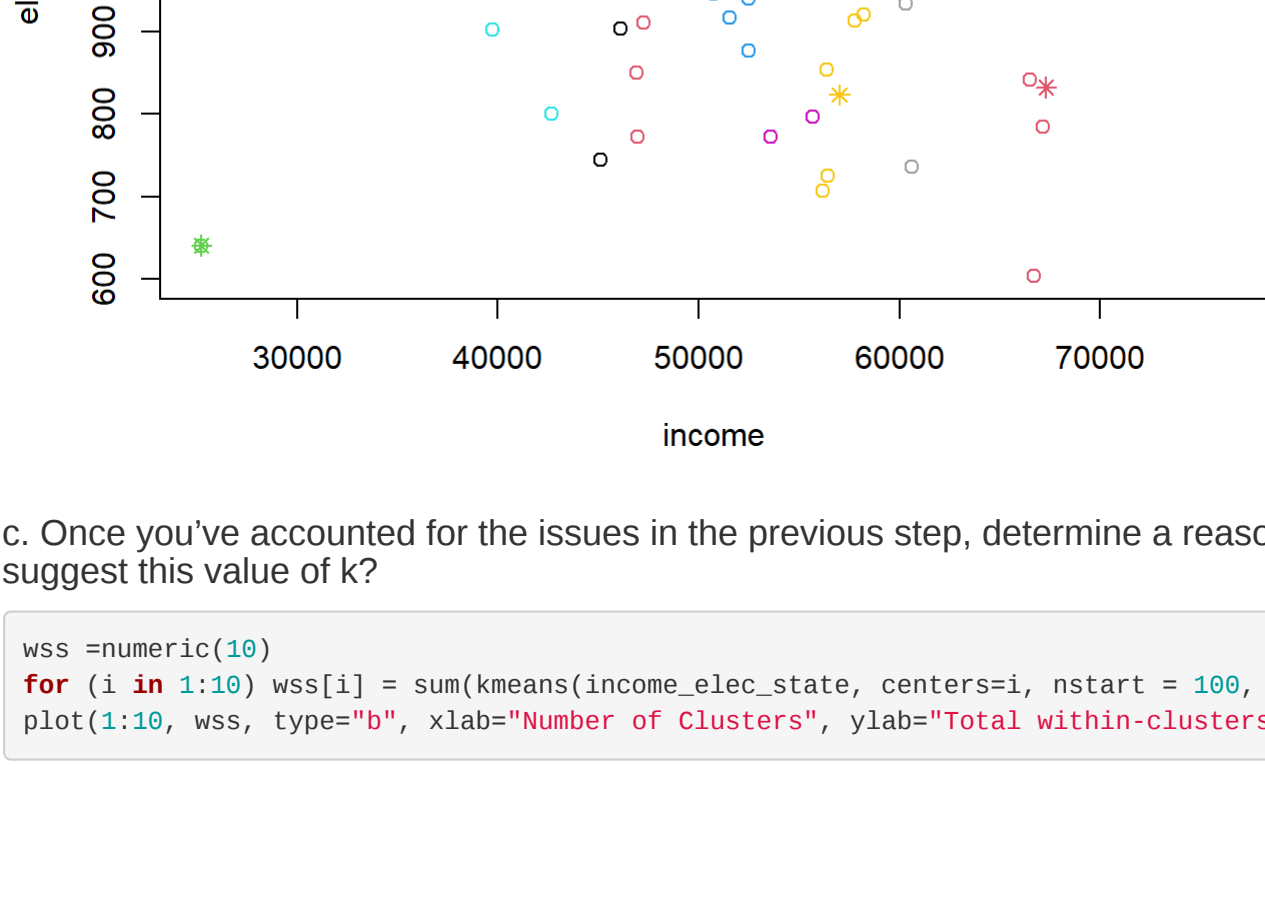 el
900
800
700
600
30000 40000 50000 60000 70000
income
c. Once you’ve accounted for the issues in the previous step, determine a reaso
suggest this value of k?
wss =numeric(10)
for (i in 1:10) wss[i] = sum(kmeans(income_elec_state, centers=i, nstart = 100,
plot(1:10, wss, type="b", xlab="Number of Clusters", ylab="Total within-clusters